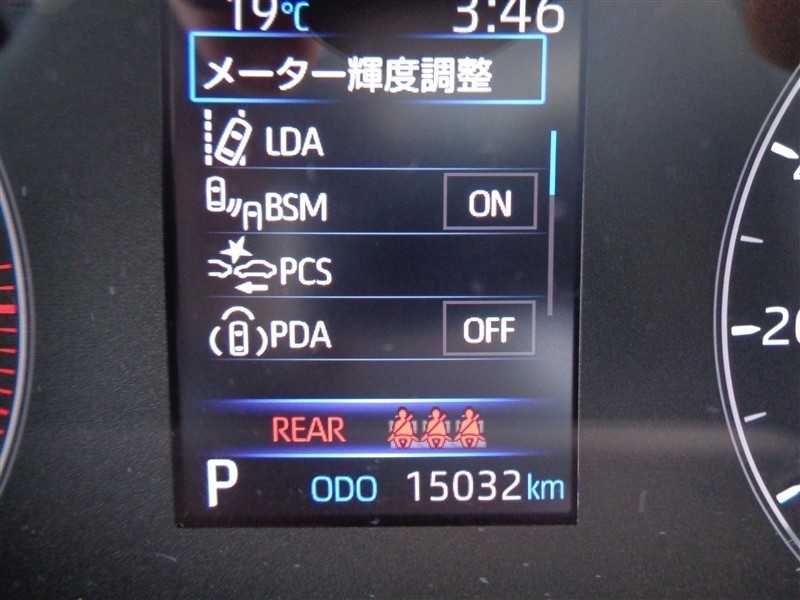 19℃ 3:46
メーター輝度調整
LDA
BSM ON
PCS
PDA OFF
REAR
P ODO 15032km